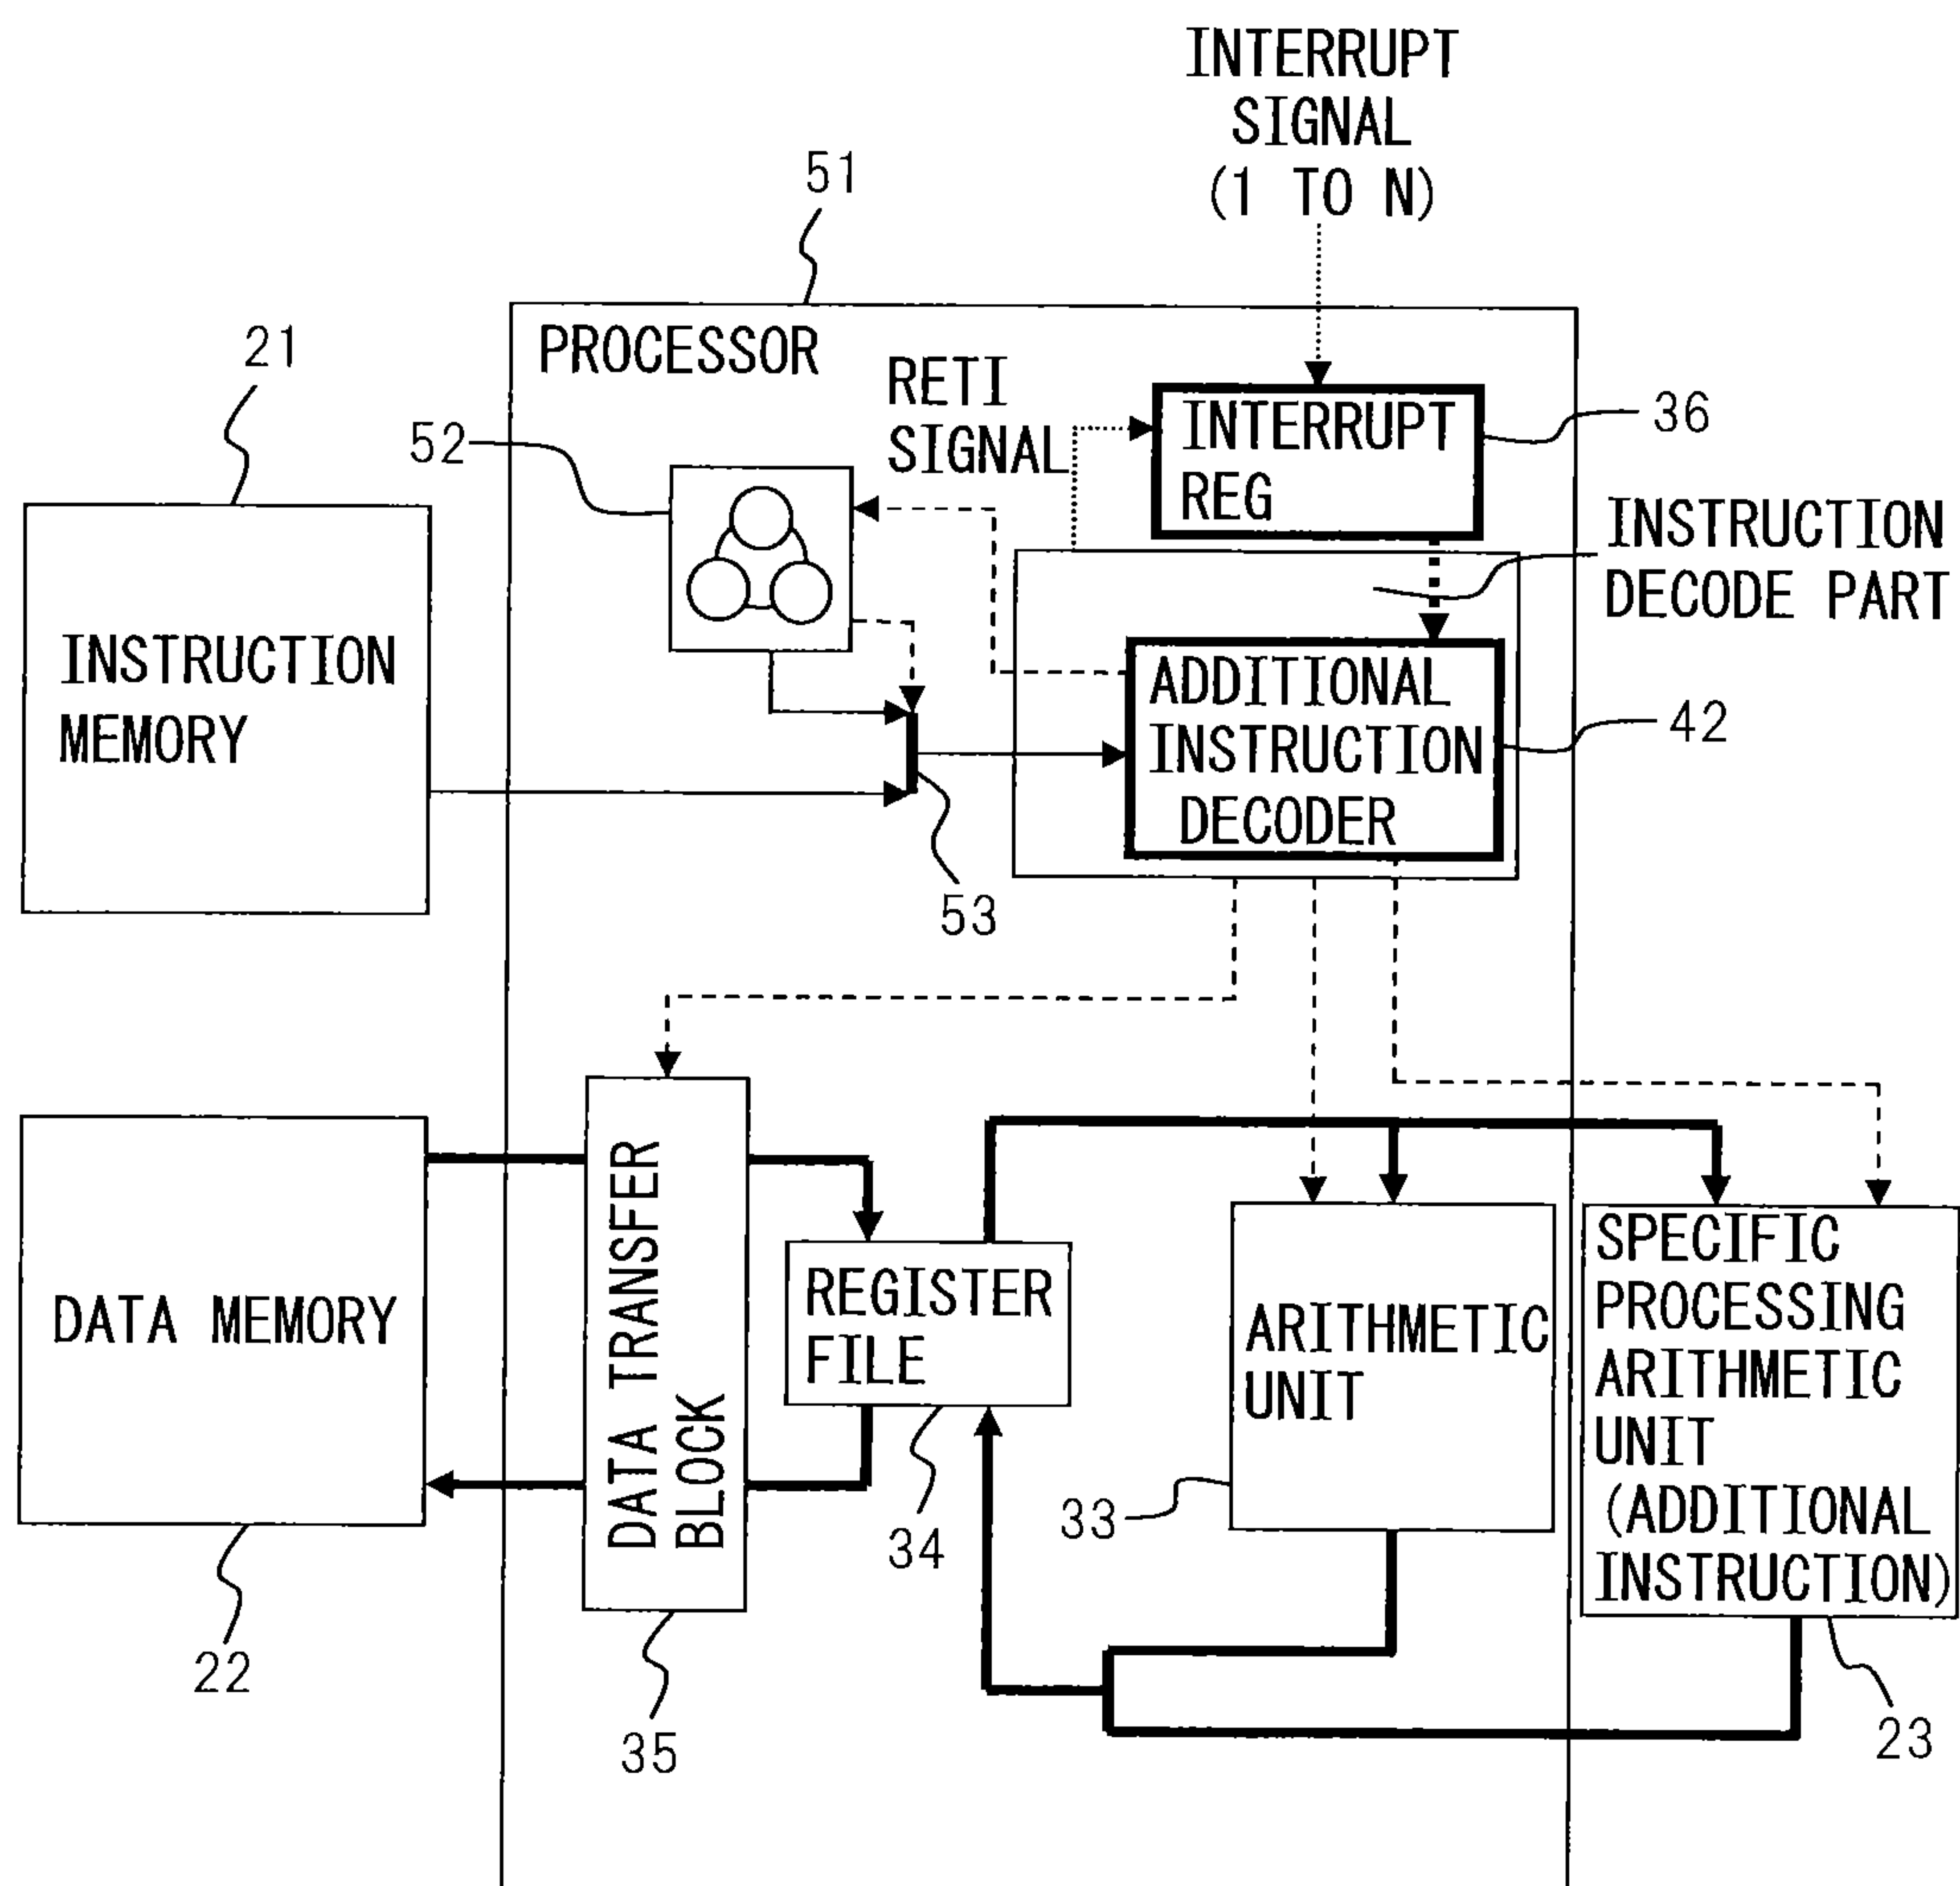 INTERRUPT
SIGNAL
(1 TO N)
51
PROCESSOR
21
RETI
SIGNAL
52
INTERRUPT
REG
36
INSTRUCTION
DECODE PART
INSTRUCTION
MEMORY
ADDITIONAL
INSTRUCTION
DECODER
42
53
DATA MEMORY
DATA TRANSFER
BLOCK
REGISTER
FILE
ARITHMETIC
UNIT
SPECIFIC
PROCESSING
ARITHMETIC
UNIT
(ADDITIONAL
INSTRUCTION)
33
34
22
35
23